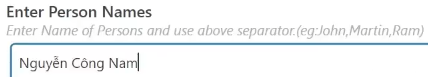 Enter Person Names
Enter Name of Persons and use above separator.(eg:John,Martin,Ram)
Nguyễn Công Nam